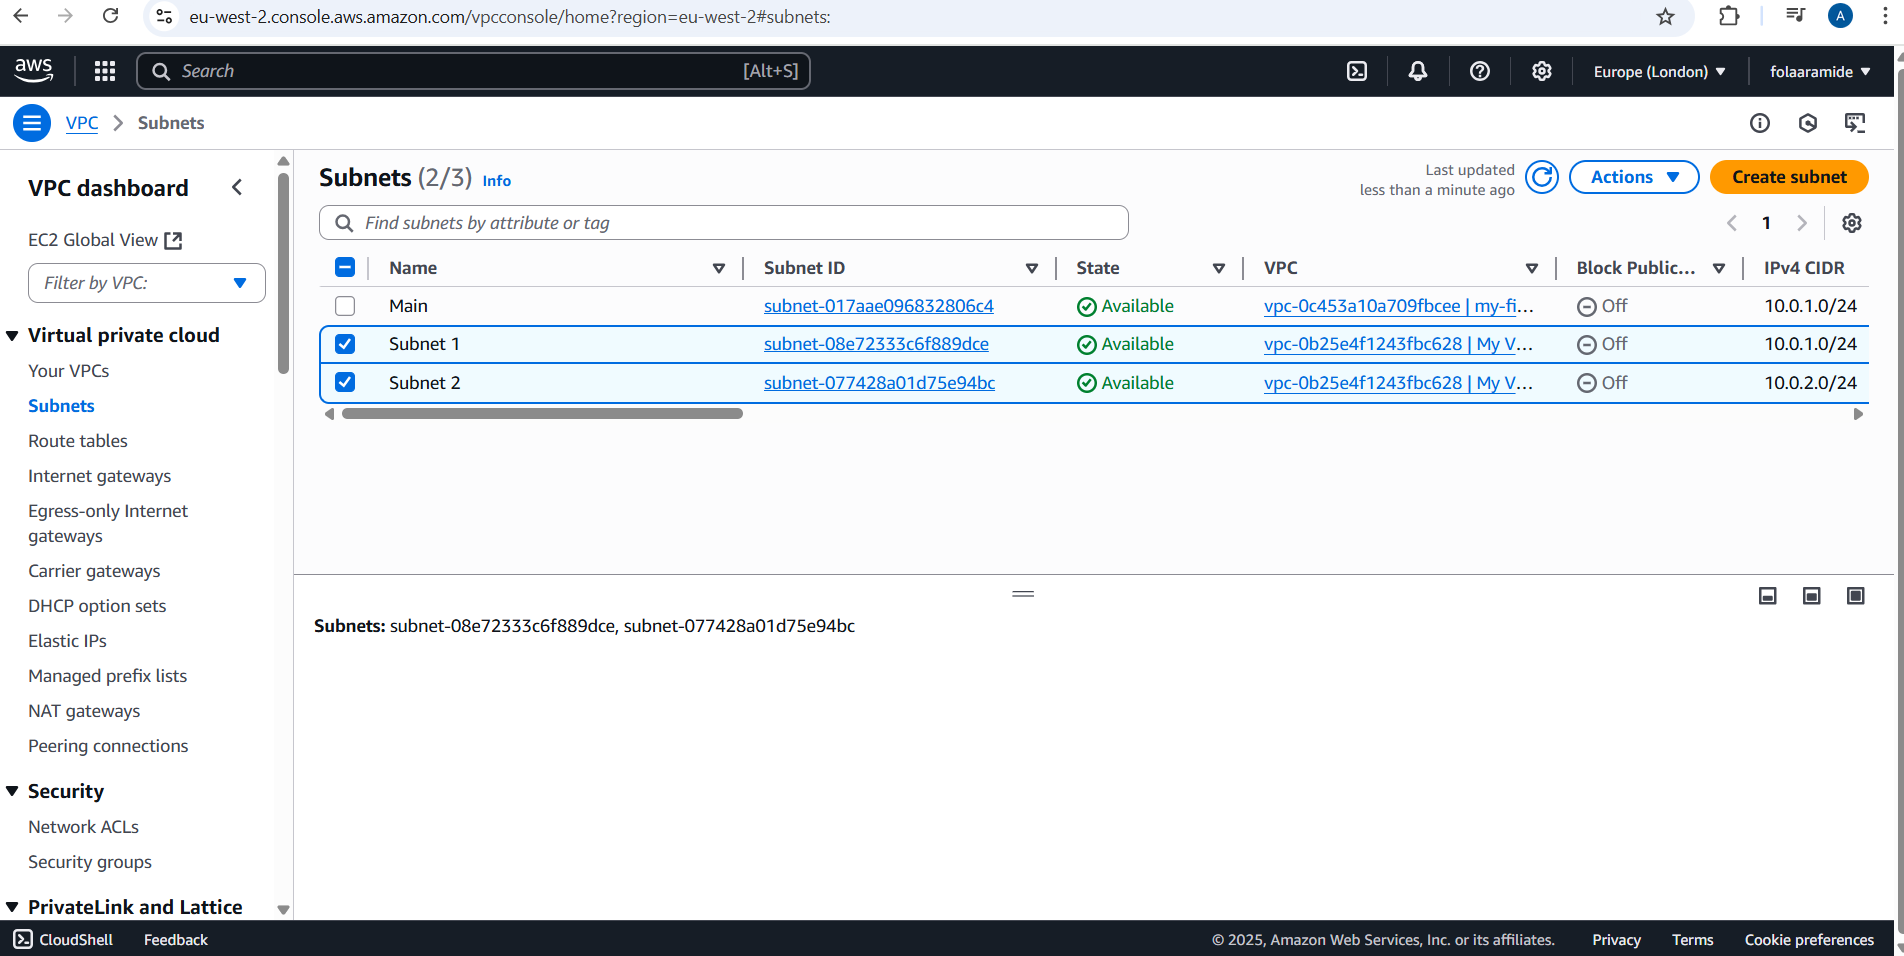 eu-west-2.console.aws.amazon.com/vpcconsole/home?region=eu-west-2#subnets:
A
aws
Search [Alt+S]
Europe (London)
folaaramide
VPC > Subnets
VPC dashboard
EC2 Global View
Filter by VPC:
Virtual private cloud
Your VPCs
Subnets
Route tables
Internet gateways
Egress-only Internet
gateways
Carrier gateways
DHCP option sets
Elastic IPs
Managed prefix lists
NAT gateways
Peering connections
Security
Network ACLs
Security groups
PrivateLink and Lattice
Subnets (2/3) Info
Last updated
less than a minute ago
Actions
Create subnet
Find subnets by attribute or tag
1
Name Subnet ID State VPC Block Public... IPv4 CIDR
Main subnet-017aae096832806c4 Available vpc-0c453a10a709fbcee | my-fi... Off 10.0.1.0/24
Subnet 1 subnet-08e72333c6f889dce Available vpc-0b25e4f1243fbc628 | My V... Off 10.0.1.0/24
Subnet 2 subnet-077428a01d75e94bc Available vpc-0b25e4f1243fbc628 | My V... Off 10.0.2.0/24
Subnets: subnet-08e72333c6f889dce, subnet-077428a01d75e94bc
CloudShell Feedback © 2025, Amazon Web Services, Inc. or its affiliates. Privacy Terms Cookie preferences